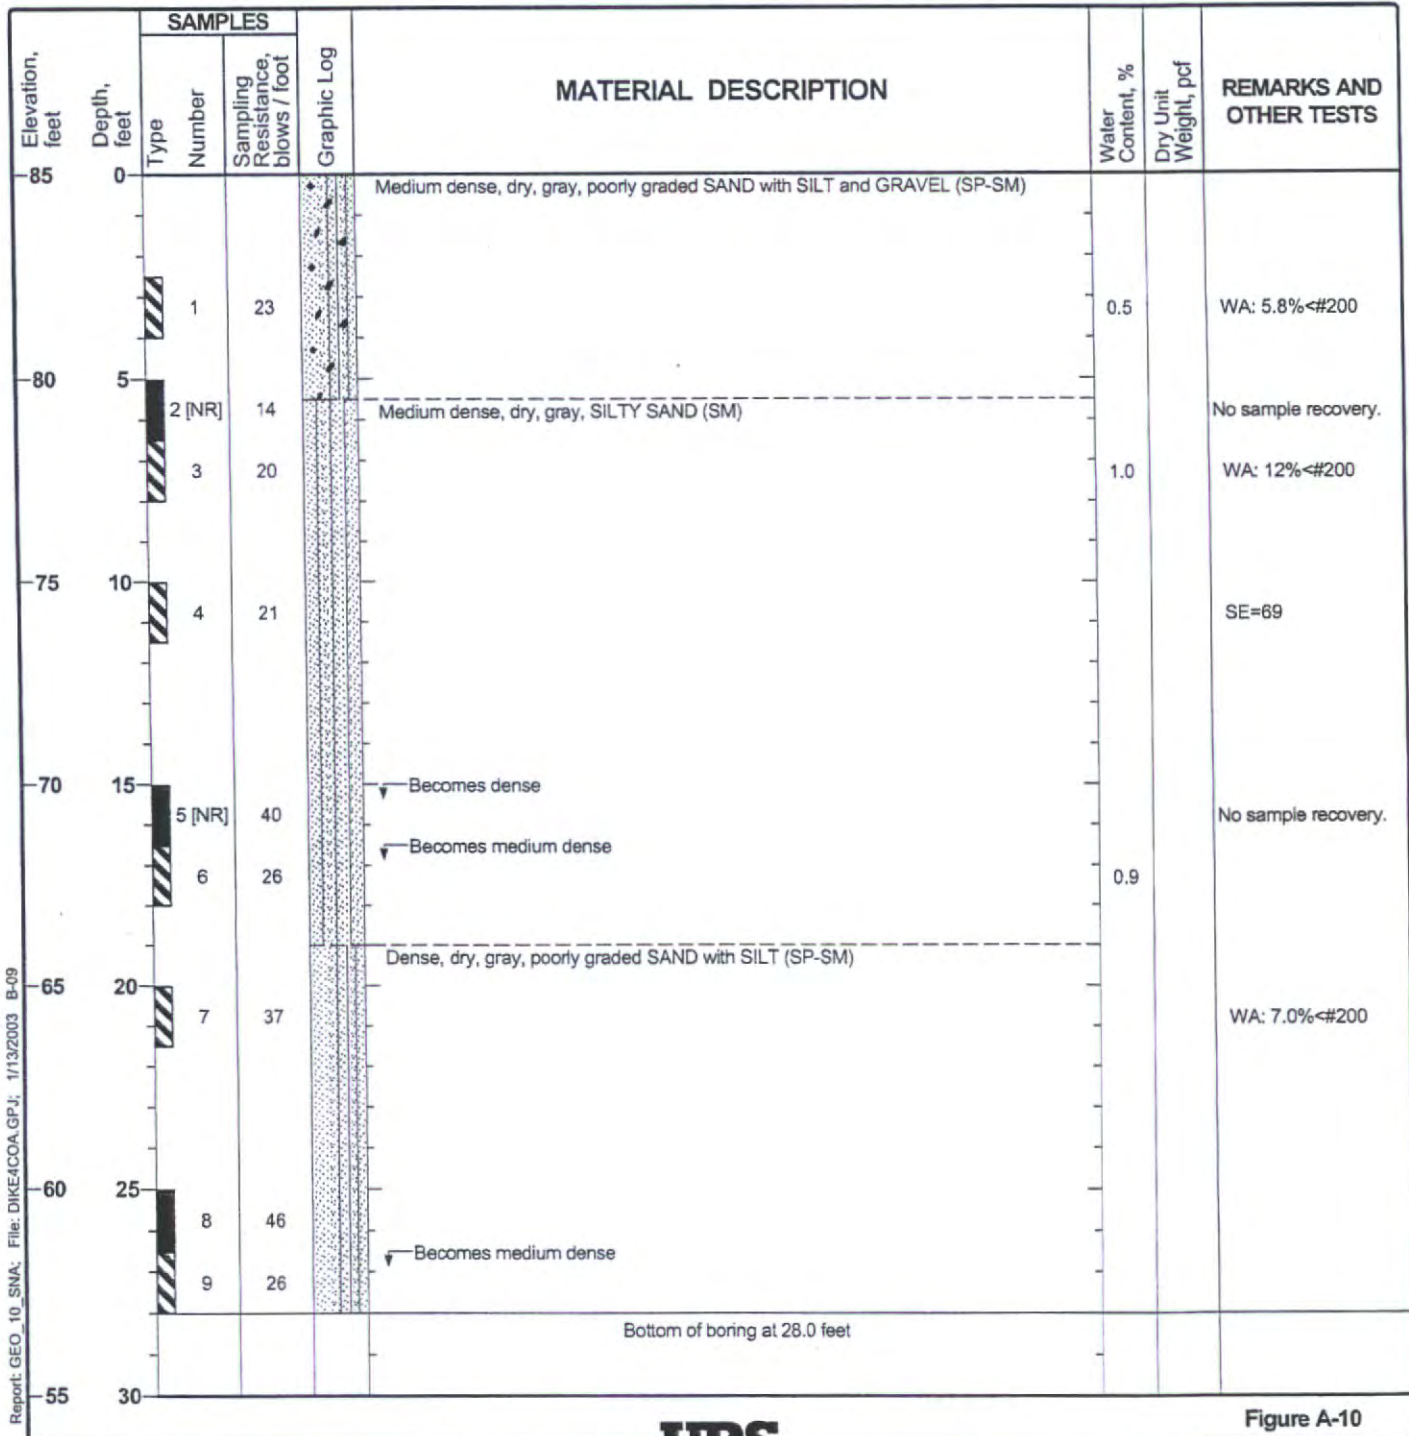 SAMPLES
Elevation, feet
Depth, feet
Type
Number
Sampling Resistance, blows / foot
Graphic Log
MATERIAL DESCRIPTION
Water Content, %
Dry Unit Weight, pcf
REMARKS AND OTHER TESTS
85 0
Medium dense, dry, gray, poorly graded SAND with SILT and GRAVEL (SP-SM)
1 23 0.5 WA: 5.8%<#200
80 5
2 [NR] 14 Medium dense, dry, gray, SILTY SAND (SM) No sample recovery.
3 20 1.0 WA: 12%<#200
75 10
4 21 SE=69
70 15 Becomes dense
5 [NR] 40 No sample recovery.
Becomes medium dense
6 26 0.9
Dense, dry, gray, poorly graded SAND with SILT (SP-SM)
65 20
7 37 WA: 7.0%<#200
60 25
8 46
Becomes medium dense
9 26
Bottom of boring at 28.0 feet
55 30
Report: GEO_10_SNA; File: DIKE4COA.GPJ; 1/13/2003 B-09
URS
Figure A-10